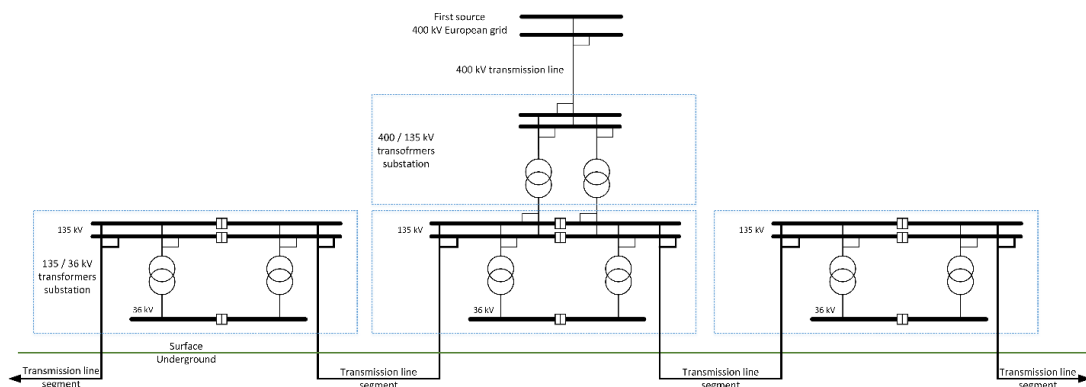 First source
400 kV European grid
400 kV transmission line
400 / 135 kV
transofrmers
substation
135 kV
135 kV
135 kV
135 / 36 kV
transformers
substation
36 kV
36 kV
36 kV
Surface
Underground
Transmission line
segment
Transmission line
segment
Transmission line
segment
Transmission line
segment